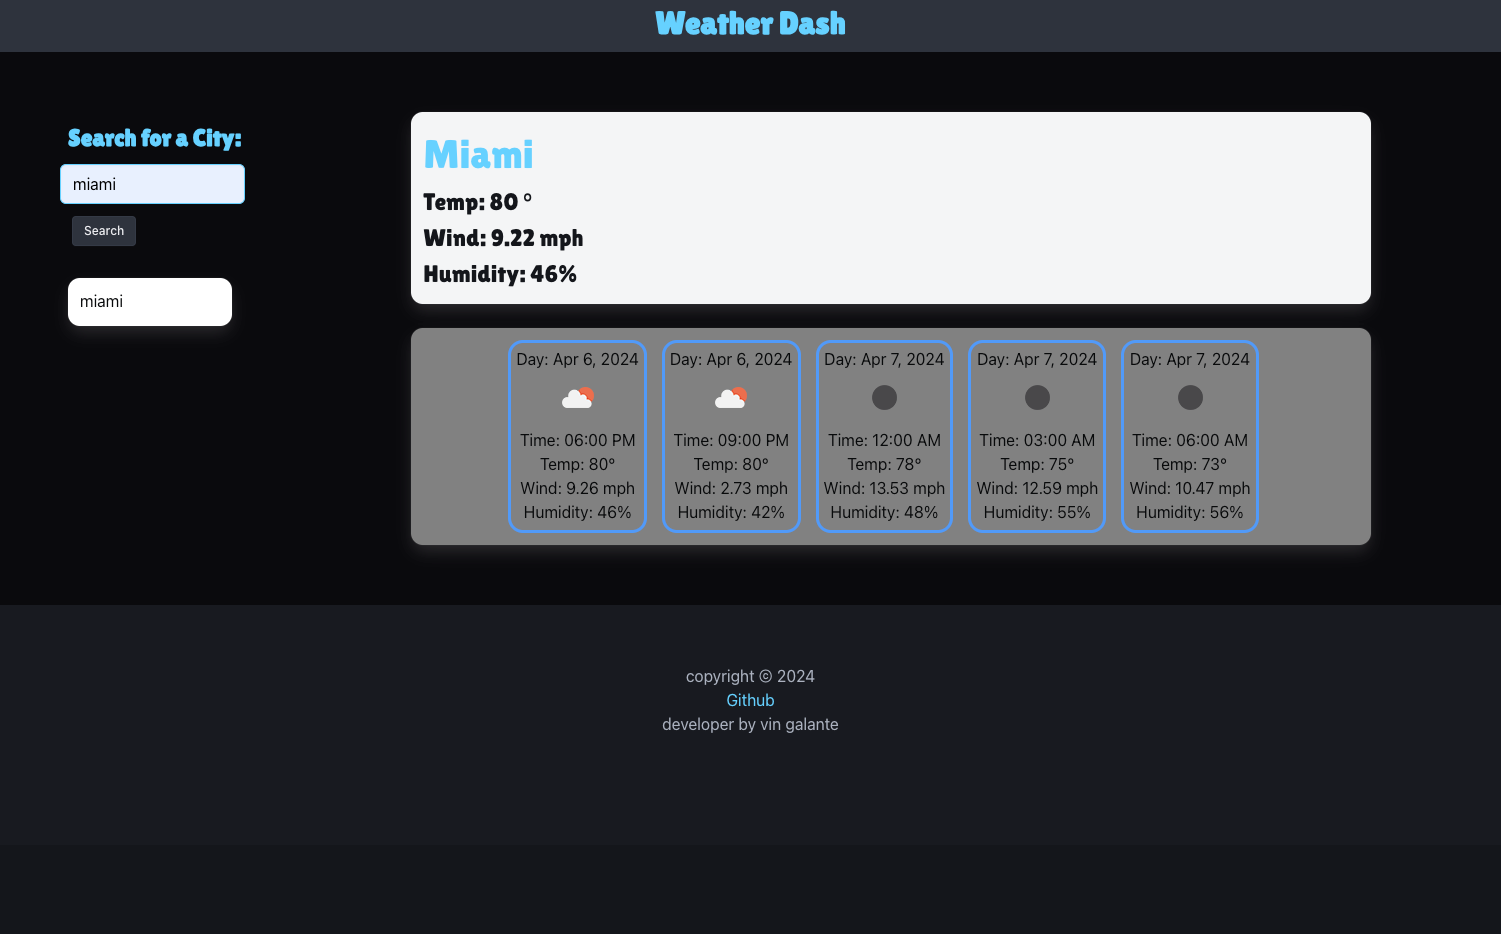 Weather Dash
Search for a City:
miami
Search
miami
Miami
Temp: 80 °
Wind: 9.22 mph
Humidity: 46%
Day: Apr 6, 2024
Time: 06:00 PM
Temp: 80°
Wind: 9.26 mph
Humidity: 46%
Day: Apr 6, 2024
Time: 09:00 PM
Temp: 80°
Wind: 2.73 mph
Humidity: 42%
Day: Apr 7, 2024
Time: 12:00 AM
Temp: 78°
Wind: 13.53 mph
Humidity: 48%
Day: Apr 7, 2024
Time: 03:00 AM
Temp: 75°
Wind: 12.59 mph
Humidity: 55%
Day: Apr 7, 2024
Time: 06:00 AM
Temp: 73°
Wind: 10.47 mph
Humidity: 56%
copyright © 2024
Github
developer by vin galante